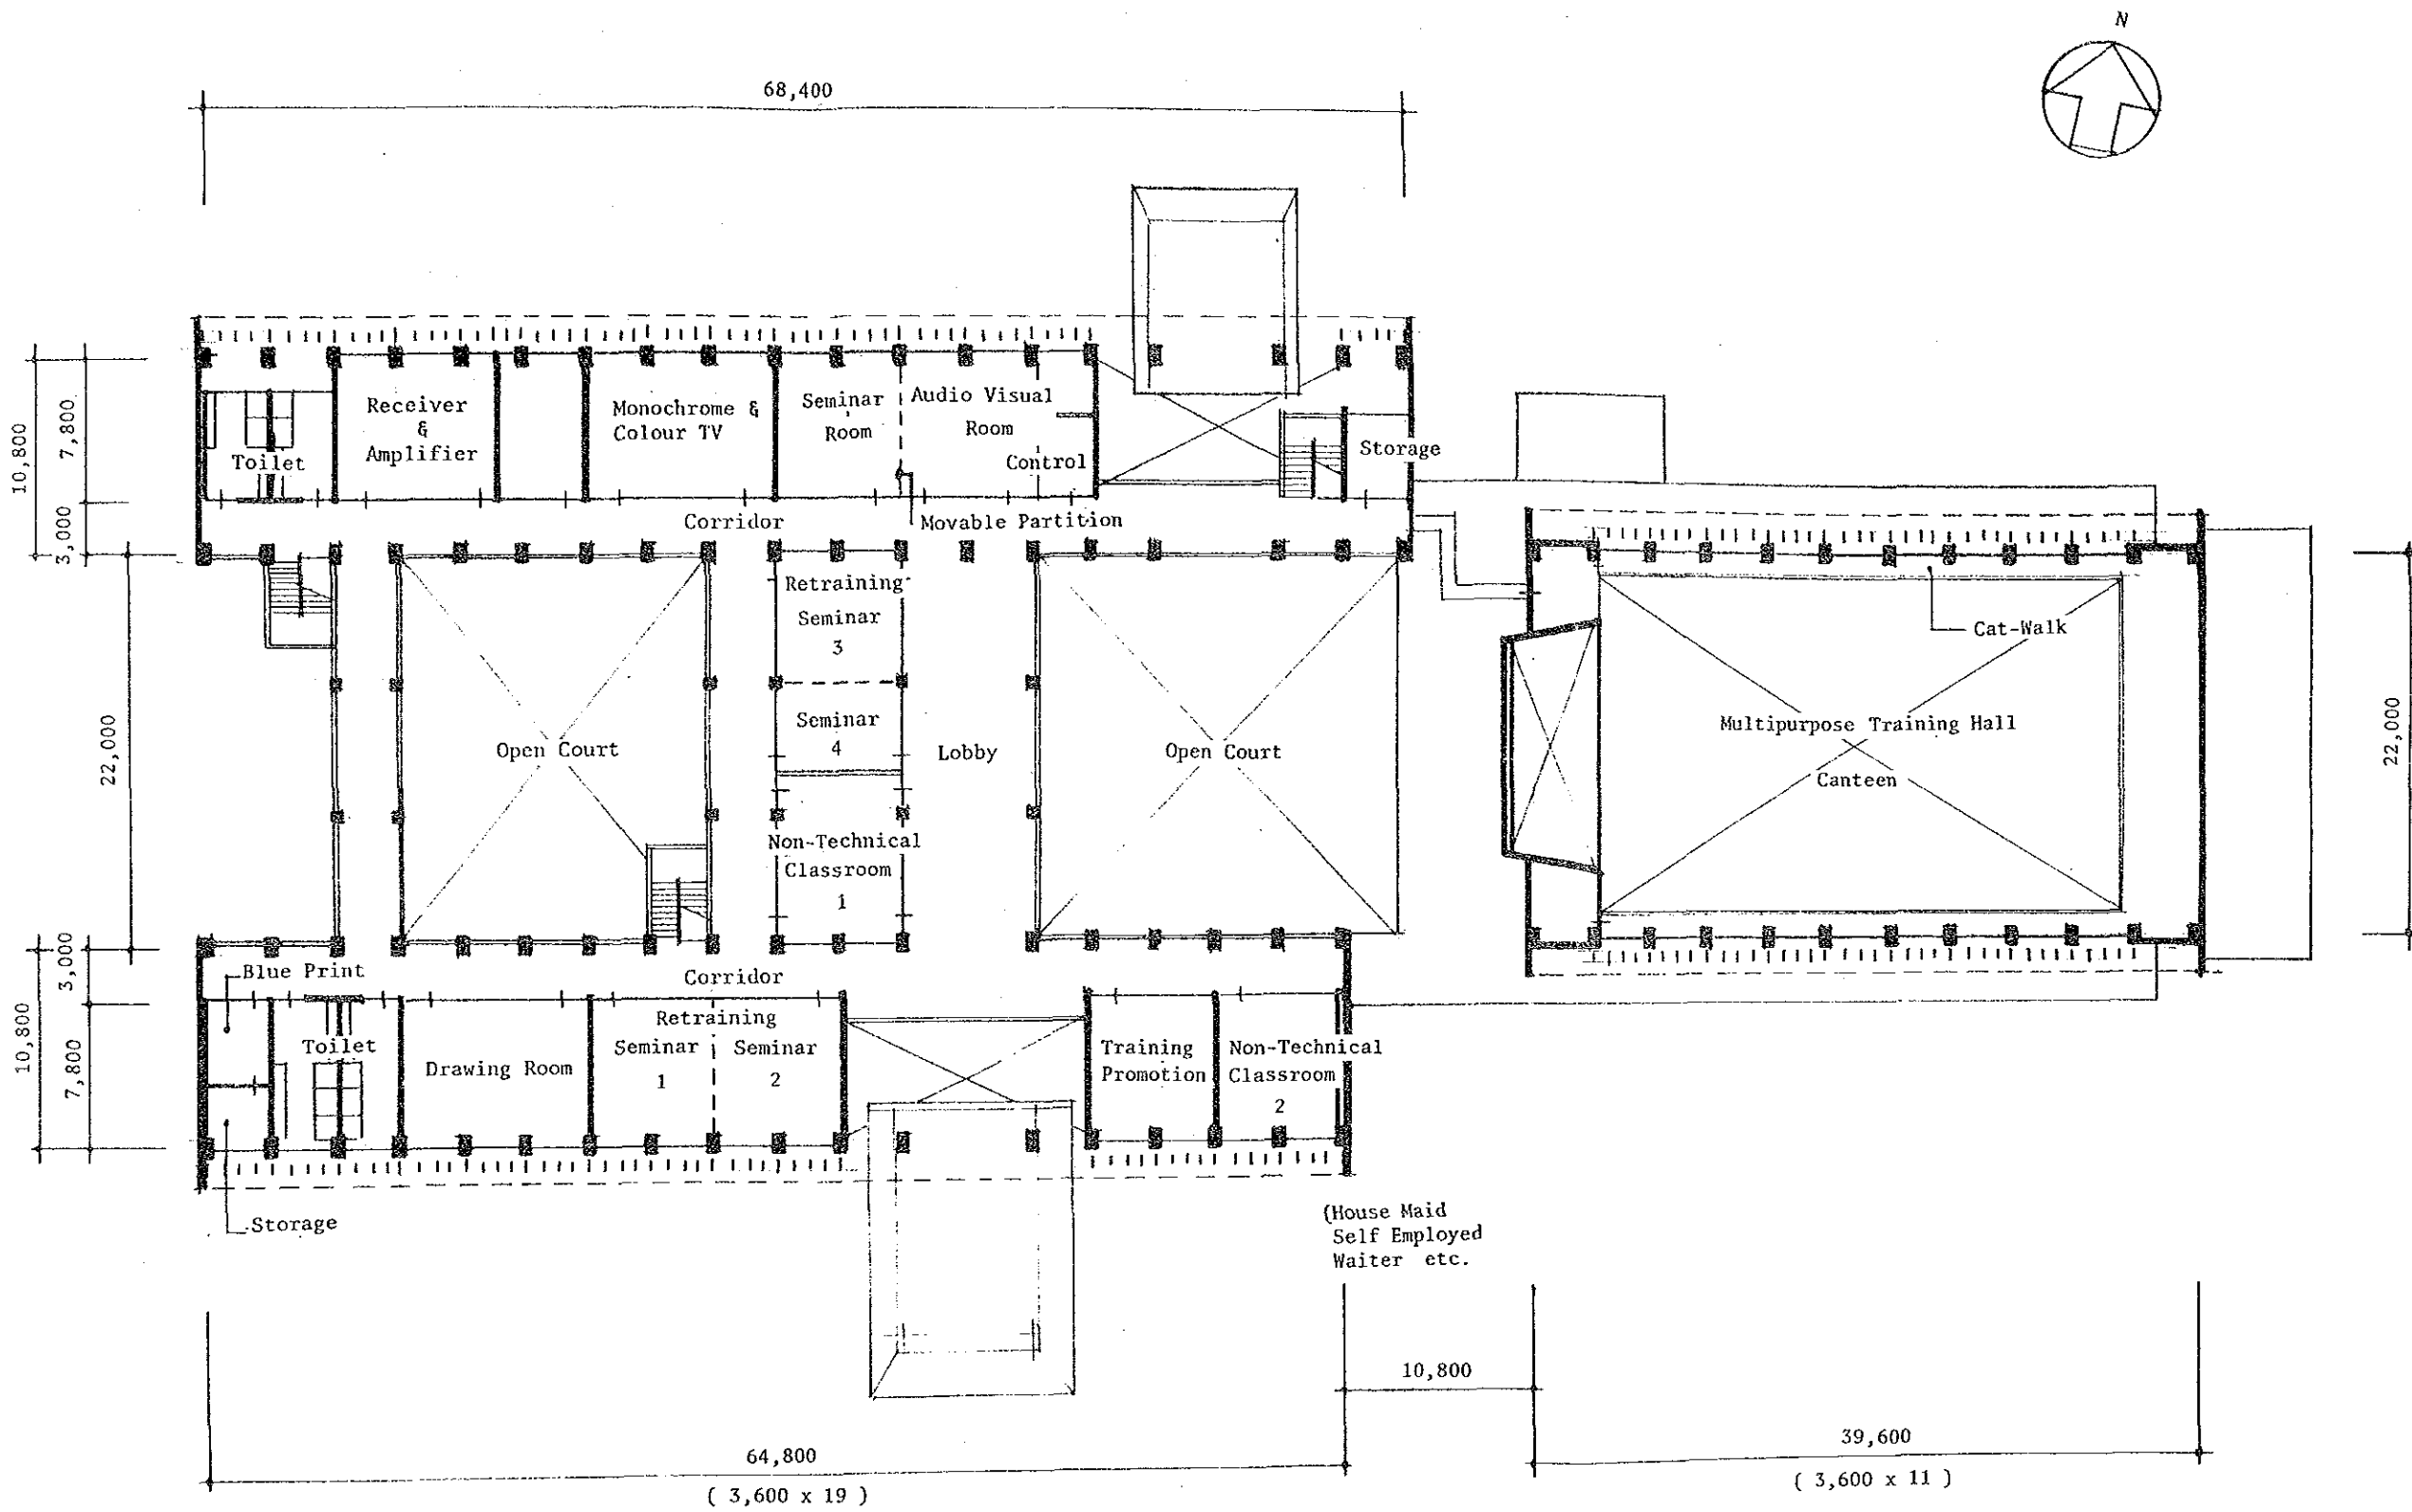 N
68,400
10,800
7,800
3,000
22,000
3,000
10,800
7,800
Receiver
&
Amplifier
Toilet
Monochrome &
Colour TV
Seminar
Room
Audio Visual
Room
Control
Storage
Corridor
Movable Partition
Retraining
Seminar
3
Seminar
4
Open Court
Lobby
Open Court
Non-Technical
Classroom
1
Cat-Walk
Multipurpose Training Hall
Canteen
22,000
Blue Print
Corridor
Toilet
Drawing Room
Retraining
Seminar
1
Seminar
2
Training
Promotion
Non-Technical
Classroom
2
Storage
(House Maid
Self Employed
Waiter etc.
10,800
64,800
( 3,600 x 19 )
39,600
( 3,600 x 11 )